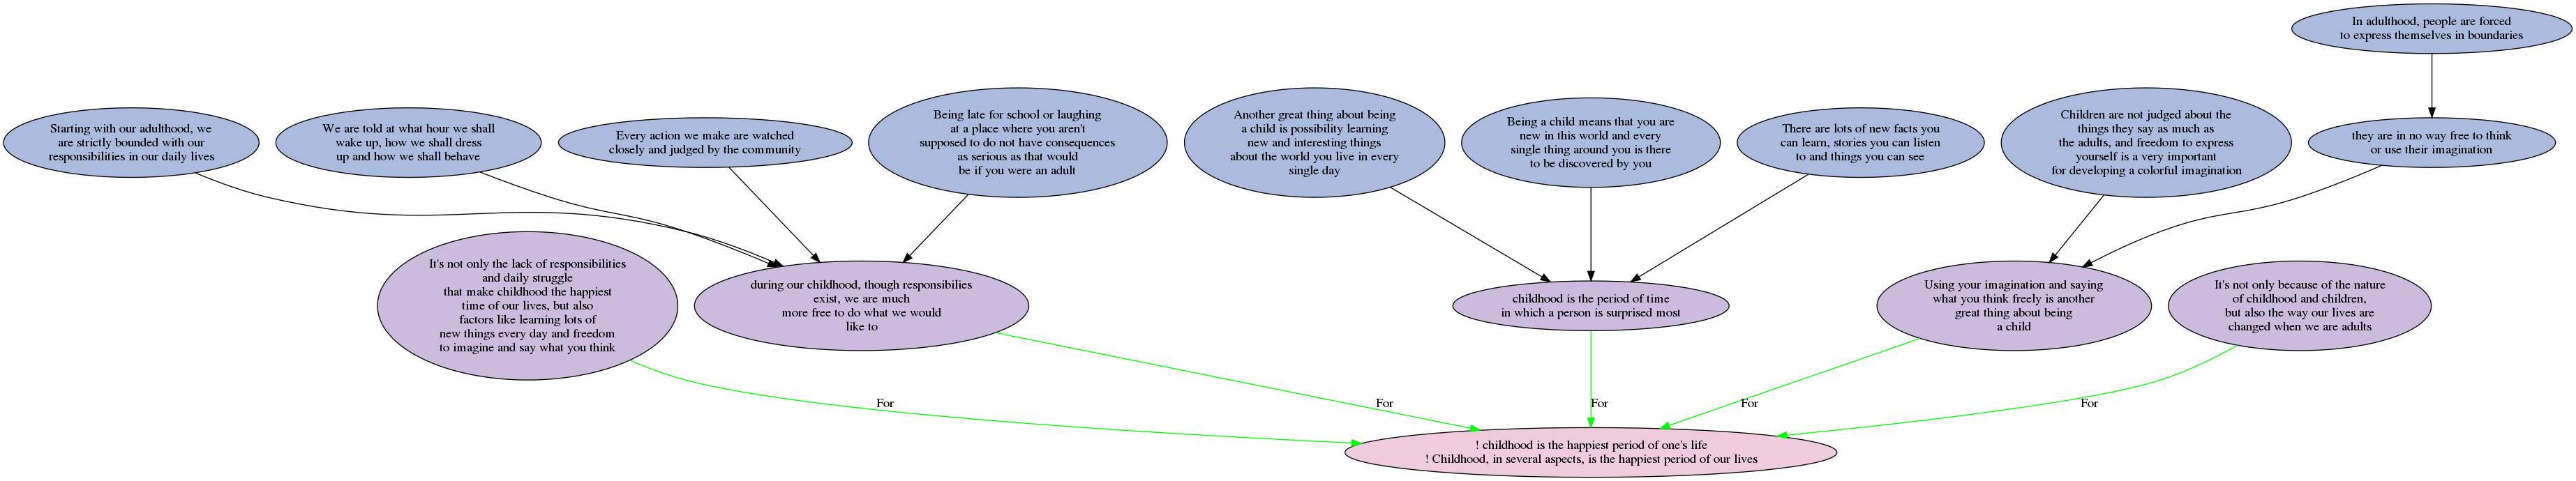 In adulthood, people are forced
to express themselves in boundaries
Starting with our adulthood, we
are strictly bounded with our
responsibilities in our daily lives
We are told at what hour we shall
wake up, how we shall dress
up and how we shall behave
Every action we make are watched
closely and judged by the community
Being late for school or laughing
at a place where you aren't
supposed to do not have consequences
as serious as that would
be if you were an adult
Another great thing about being
a child is possibility learning
new and interesting things
about the world you live in every
single day
Being a child means that you are
new in this world and every
single thing around you is there
to be discovered by you
There are lots of new facts you
can learn, stories you can listen
to and things you can see
Children are not judged about the
things they say as much as
the adults, and freedom to express
yourself is a very important
for developing a colorful imagination
they are in no way free to think
or use their imagination
It's not only the lack of responsibilities
and daily struggle
that make childhood the happiest
time of our lives, but also
factors like learning lots of
new things every day and freedom
to imagine and say what you think
during our childhood, though responsibilies
exist, we are much
more free to do what we would
like to
childhood is the period of time
in which a person is surprised most
Using your imagination and saying
what you think freely is another
great thing about being
a child
It's not only because of the nature
of childhood and children,
but also the way our lives are
changed when we are adults
For
For
For
For
For
! childhood is the happiest period of one's life
! Childhood, in several aspects, is the happiest period of our lives